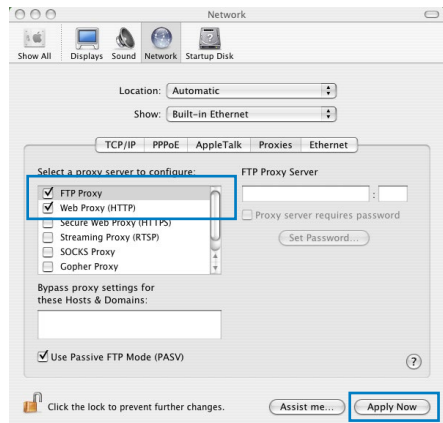 Network
Show All Displays Sound Network Startup Disk
Location: Automatic
Show: Built-in Ethernet
TCP/IP PPPoE AppleTalk Proxies Ethernet
Select a proxy server to configure:
FTP Proxy
Web Proxy (HTTP)
Secure Web Proxy (HTTPS)
Streaming Proxy (RTSP)
SOCKS Proxy
Gopher Proxy
FTP Proxy Server
:
Proxy server requires password
Set Password...
Bypass proxy settings for
these Hosts & Domains:
Use Passive FTP Mode (PASV)
?
Click the lock to prevent further changes.
Assist me... Apply Now